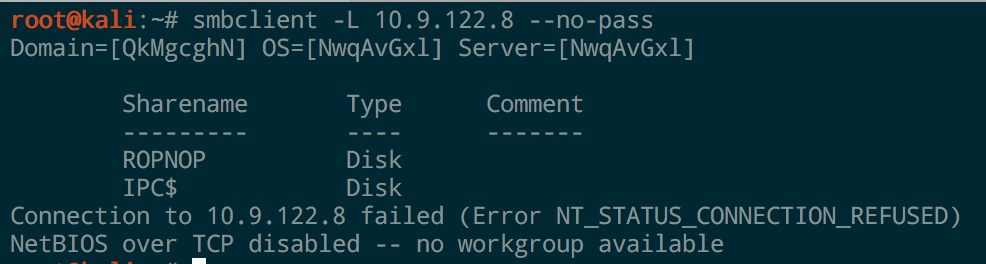 root@kali:~# smbclient -L 10.9.122.8 --no-pass
Domain=[QkMgcghN] OS=[NwqAvGxl] Server=[NwqAvGxl]
Sharename Type Comment
--------- ---- -------
ROPNOP Disk
IPC$ Disk
Connection to 10.9.122.8 failed (Error NT_STATUS_CONNECTION_REFUSED)
NetBIOS over TCP disabled -- no workgroup available
root@kali:~#